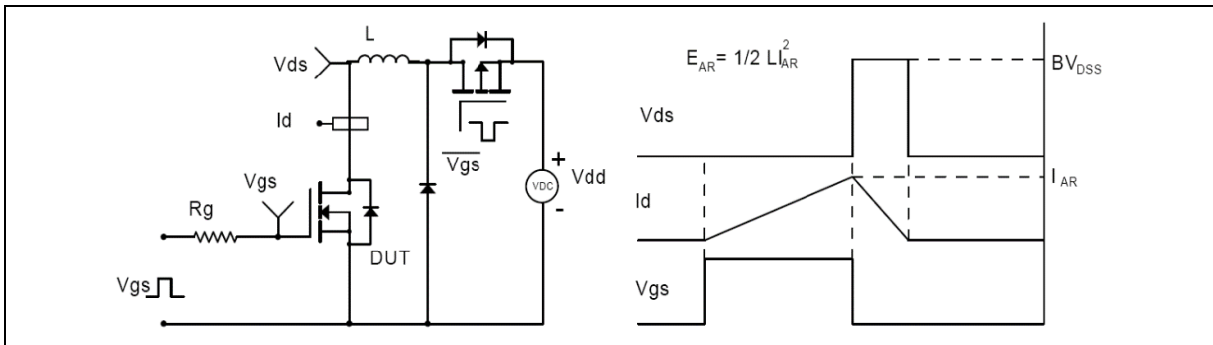 L
Vds
Id
Vgs
Rg
Vgs
DUT
Vgs
VDC
+
-
Vdd
E_AR = 1/2 LI_AR^2
BV_DSS
Vds
I_AR
Id
Vgs